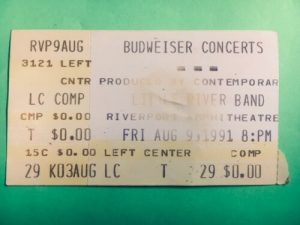 RVP9AUG BUDWEISER CONCERTS
3121 LEFT
CNTR PRODUCED BY CONTEMPORAR
LC COMP LITTLE RIVER BAND
CMP $0.00 RIVERPORT AMPHITHEATRE
T $0.00 FRI AUG 9 1991 8:PM
15C $0.00 LEFT CENTER COMP
29 K03AUG LC T 29 $0.00